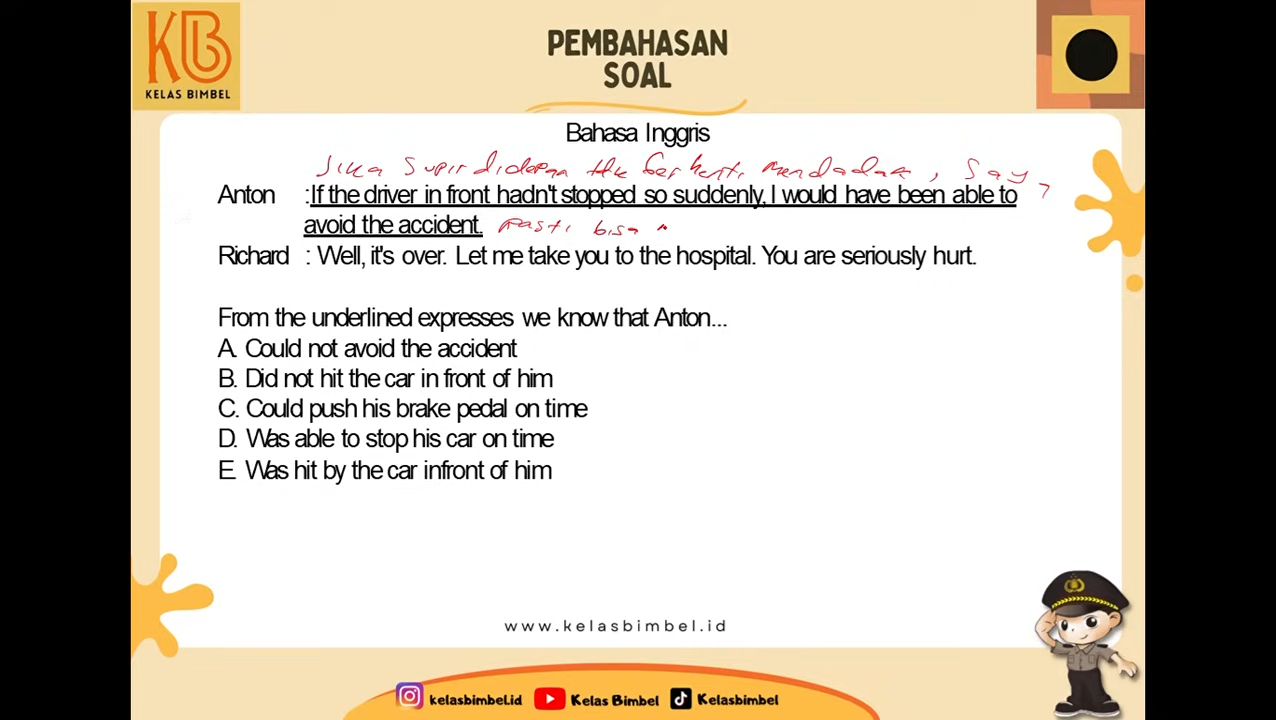 KB
KELAS BIMBEL
PEMBAHASAN
SOAL
Bahasa Inggris
Jika supir didepan tdk berhenti mendadak, saya
Anton :If the driver in front hadn't stopped so suddenly, I would have been able to
avoid the accident. pasti bisa
Richard : Well, it's over. Let me take you to the hospital. You are seriously hurt.
From the underlined expresses we know that Anton...
A. Could not avoid the accident
B. Did not hit the car in front of him
C. Could push his brake pedal on time
D. Was able to stop his car on time
E. Was hit by the car infront of him
www.kelasbimbel.id
kelasbimbel.id Kelas Bimbel Kelasbimbel